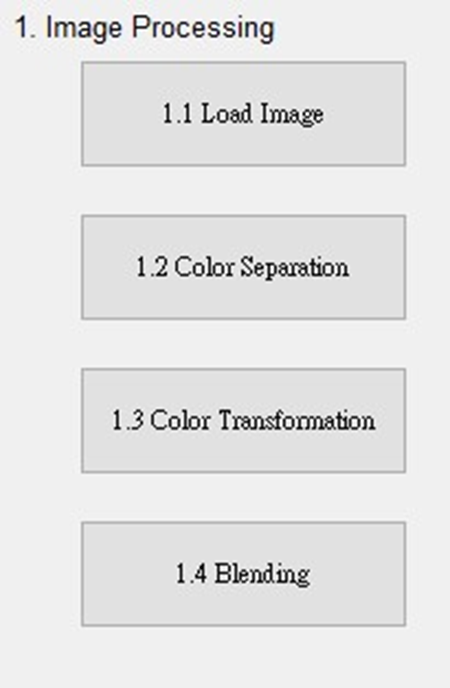 1. Image Processing
1.1 Load Image
1.2 Color Separation
1.3 Color Transformation
1.4 Blending